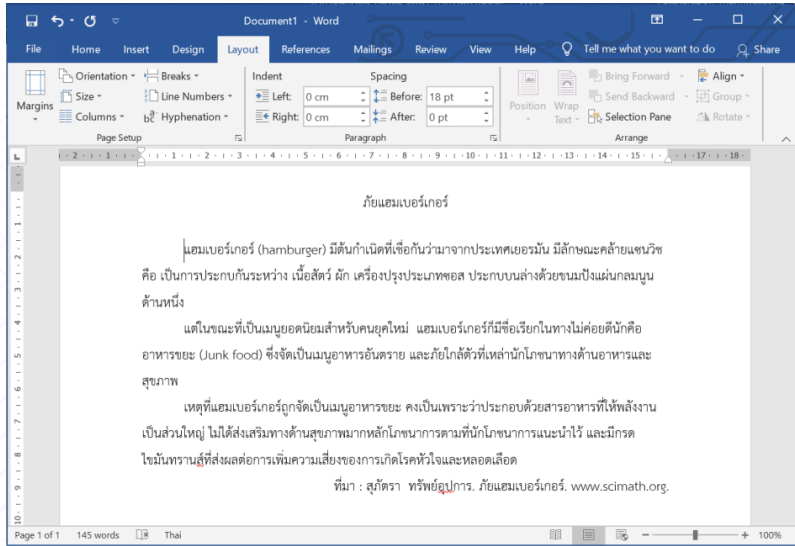 Document1 - Word
File Home Insert Design Layout References Mailings Review View Help Tell me what you want to do Share
Margins
Orientation
Size
Columns
Breaks
Line Numbers
Hyphenation
Page Setup
Indent
Left: 0 cm
Right: 0 cm
Spacing
Before: 18 pt
After: 0 pt
Paragraph
Position
Wrap Text
Bring Forward
Send Backward
Selection Pane
Align
Group
Rotate
Arrange
ภัยแฮมเบอร์เกอร์
แฮมเบอร์เกอร์ (hamburger) มีต้นกำเนิดที่เชื่อกันว่ามาจากประเทศเยอรมัน มีลักษณะคล้ายแซนวิช
คือ เป็นการประกบกันระหว่าง เนื้อสัตว์ ผัก เครื่องปรุงประเภทซอส ประกบบนล่างด้วยขนมปังแผ่นกลมนูน
ด้านหนึ่ง
แต่ในขณะที่เป็นเมนูยอดนิยมสำหรับคนยุคใหม่ แฮมเบอร์เกอร์ก็มีชื่อเรียกในทางไม่ค่อยดีนักคือ
อาหารขยะ (Junk food) ซึ่งจัดเป็นเมนูอาหารอันตราย และภัยใกล้ตัวที่เหล่านักโภชนาทางด้านอาหารและ
สุขภาพ
เหตุที่แฮมเบอร์เกอร์ถูกจัดเป็นเมนูอาหารขยะ คงเป็นเพราะว่าประกอบด้วยสารอาหารที่ให้พลังงาน
เป็นส่วนใหญ่ ไม่ได้ส่งเสริมทางด้านสุขภาพมากหลักโภชนาการตามที่นักโภชนาการแนะนำไว้ และมีกรด
ไขมันทรานส์ที่ส่งผลต่อการเพิ่มความเสี่ยงของการเกิดโรคหัวใจและหลอดเลือด
ที่มา : สุภัตรา ทรัพย์อุปการ. ภัยแฮมเบอร์เกอร์. www.scimath.org.
Page 1 of 1 145 words Thai 100%